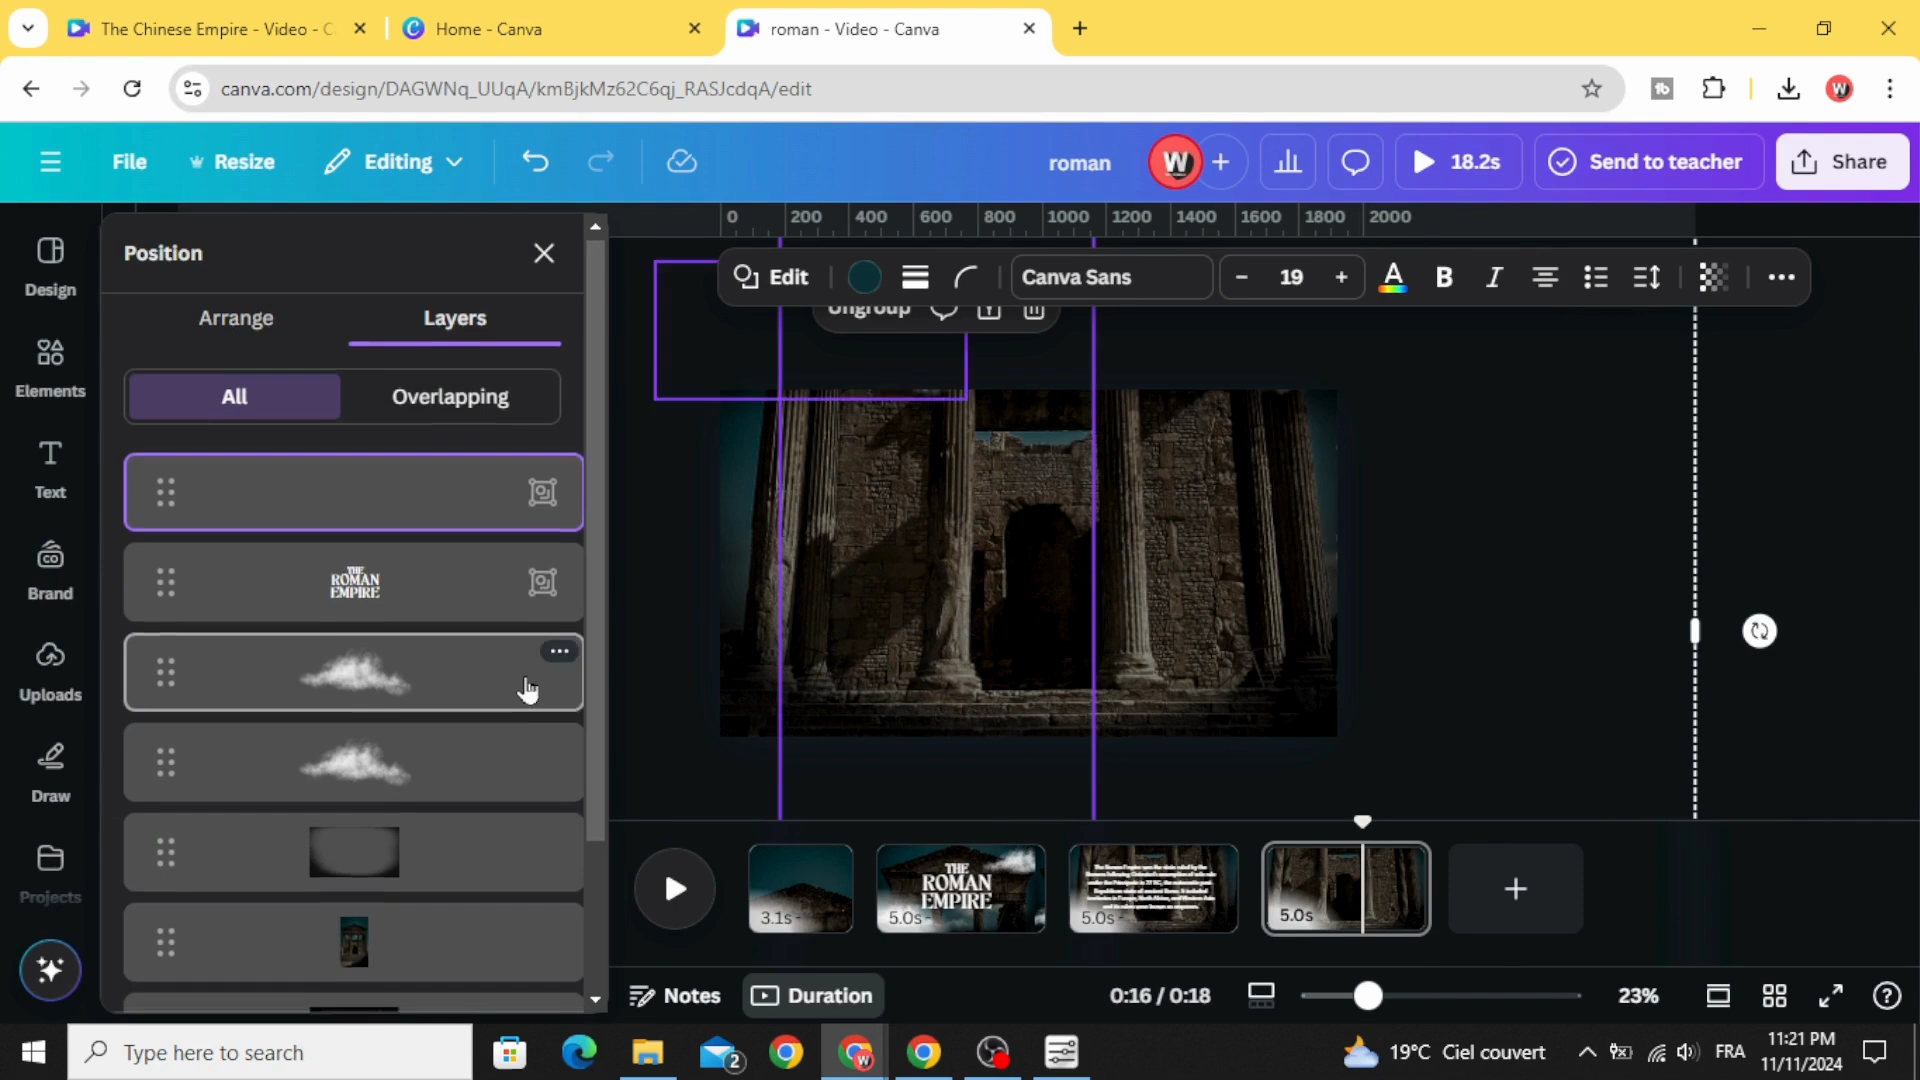 The Chinese Empire - Video - C
Home - Canva
roman - Video - Canva
canva.com/design/DAGWNq_UUqA/kmBjkMz62C6qj_RASJcdqA/edit
File
Resize
Editing
roman
W
18.2s
Send to teacher
Share
0 200 400 600 800 1000 1200 1400 1600 1800 2000
Design
Elements
Text
Brand
Uploads
Draw
Projects
Position
Arrange
Layers
All
Overlapping
THE
ROMAN
EMPIRE
Edit
Canva Sans
19
Ungroup
3.1s
THE
ROMAN
EMPIRE
5.0s
5.0s
5.0s
Notes
Duration
0:16 / 0:18
23%
Type here to search
2
19°C Ciel couvert
FRA
11:21 PM
11/11/2024